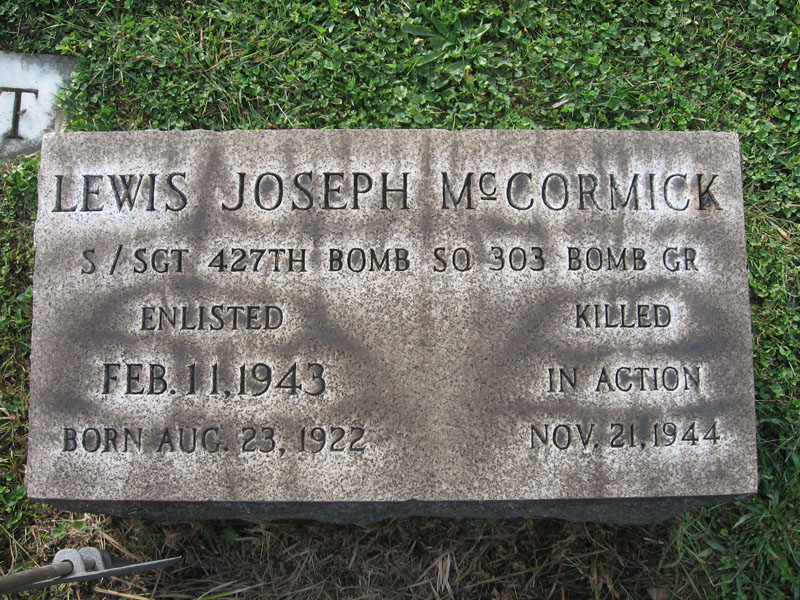 T
LEWIS JOSEPH McCORMICK
S/SGT 427TH BOMB SQ 303 BOMB GR
ENLISTED KILLED
FEB. 11, 1943 IN ACTION
BORN AUG. 23, 1922 NOV. 21, 1944